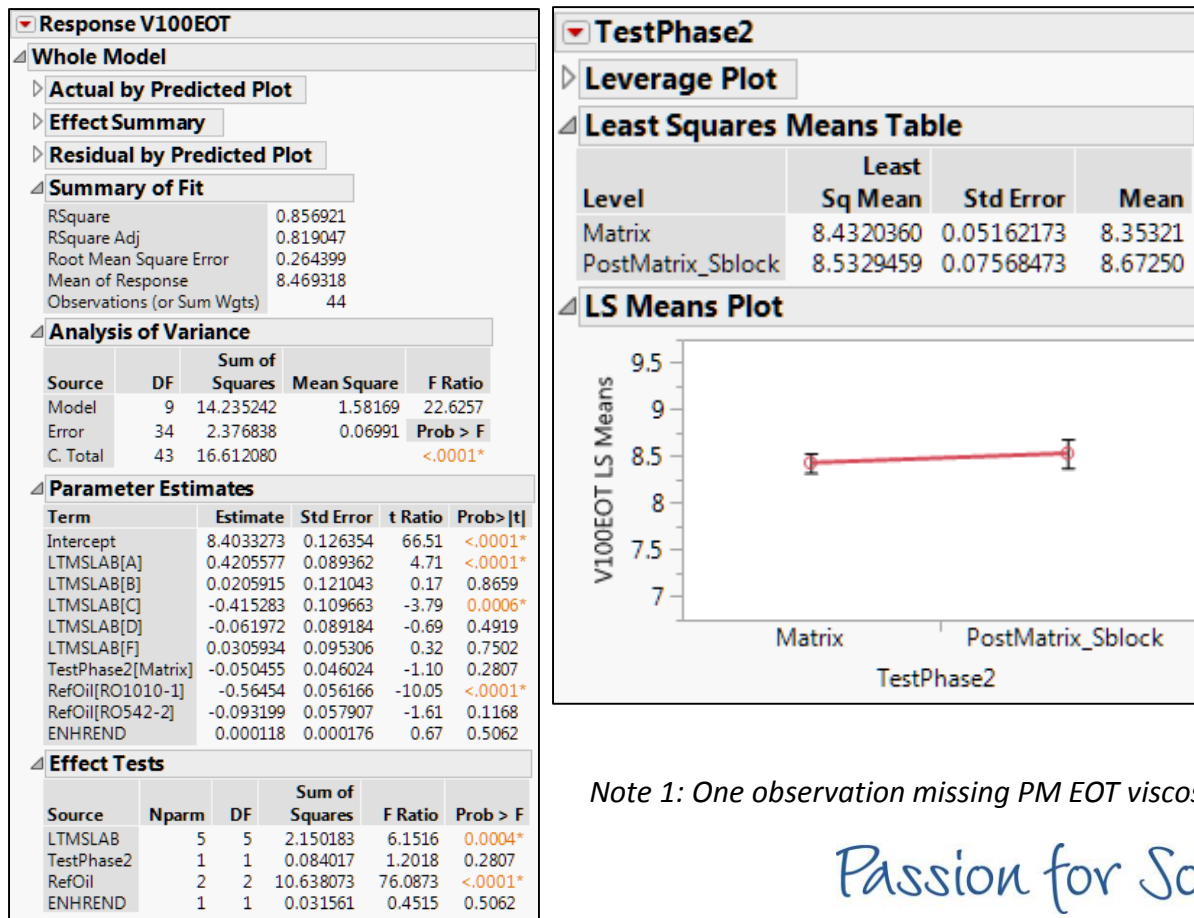 Response V100EOT
Whole Model
Actual by Predicted Plot
Effect Summary
Residual by Predicted Plot
Summary of Fit
RSquare 0.856921
RSquare Adj 0.819047
Root Mean Square Error 0.264399
Mean of Response 8.469318
Observations (or Sum Wgts) 44
Analysis of Variance
Sum of
Source DF Squares Mean Square F Ratio
Model 9 14.235242 1.58169 22.6257
Error 34 2.376838 0.06991 Prob > F
C. Total 43 16.612080 <.0001*
Parameter Estimates
Term Estimate Std Error t Ratio Prob>|t|
Intercept 8.4033273 0.126354 66.51 <.0001*
LTMSLAB[A] 0.4205577 0.089362 4.71 <.0001*
LTMSLAB[B] 0.0205915 0.121043 0.17 0.8659
LTMSLAB[C] -0.415283 0.109663 -3.79 0.0006*
LTMSLAB[D] -0.061972 0.089184 -0.69 0.4919
LTMSLAB[F] 0.0305934 0.095306 0.32 0.7502
TestPhase2[Matrix] -0.050455 0.046024 -1.10 0.2807
RefOil[RO1010-1] -0.56454 0.056166 -10.05 <.0001*
RefOil[RO542-2] -0.093199 0.057907 -1.61 0.1168
ENHREND 0.000118 0.000176 0.67 0.5062
Effect Tests
Sum of
Source Nparm DF Squares F Ratio Prob > F
LTMSLAB 5 5 2.150183 6.1516 0.0004*
TestPhase2 1 1 0.084017 1.2018 0.2807
RefOil 2 2 10.638073 76.0873 <.0001*
ENHREND 1 1 0.031561 0.4515 0.5062
TestPhase2
Leverage Plot
Least Squares Means Table
Least
Level Sq Mean Std Error Mean
Matrix 8.4320360 0.05162173 8.35321
PostMatrix_Sblock 8.5329459 0.07568473 8.67250
LS Means Plot
V100EOT LS Means
9.5
9
8.5
8
7.5
7
Matrix PostMatrix_Sblock
TestPhase2
Note 1: One observation missing PM EOT viscos
Passion for So